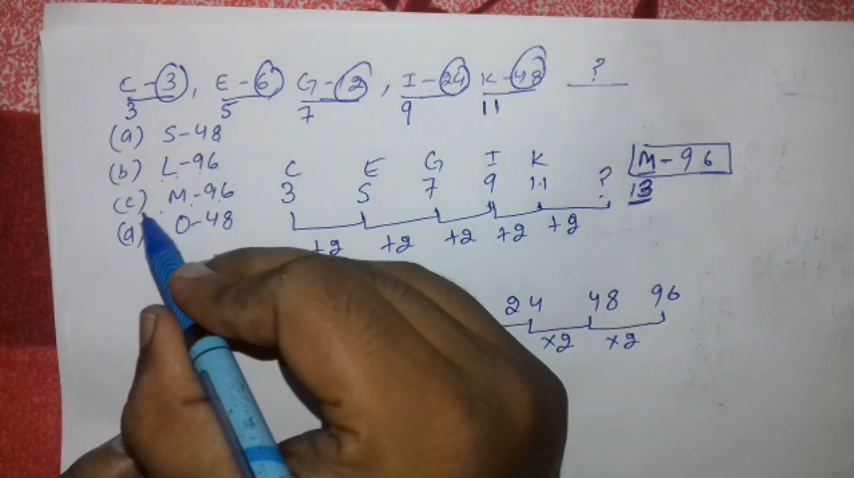 C-3, E-6 G-12, I-24 K-48 ?
3 5 7 9 11
(a) S-48
(b) L-96
(c) M-96
(d) O-48
C E G I K ? M-96
3 5 7 9 11 13
+2 +2 +2 +2 +2
24 48 96
×2 ×2